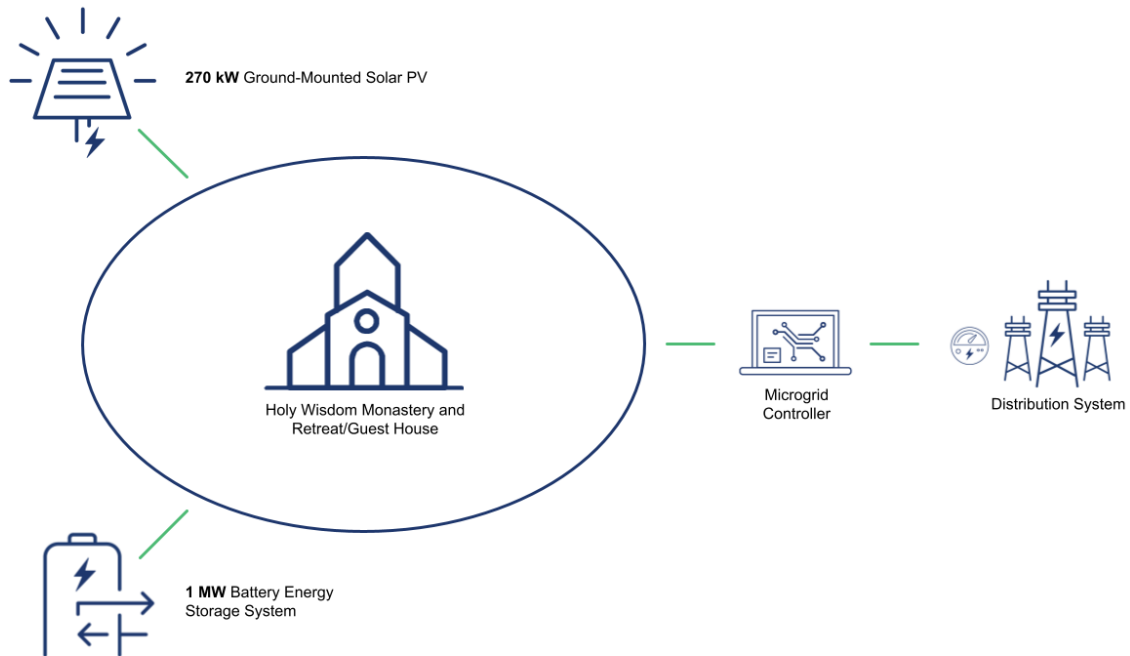 270 kW Ground-Mounted Solar PV
Holy Wisdom Monastery and
Retreat/Guest House
Microgrid
Controller
Distribution System
1 MW Battery Energy
Storage System